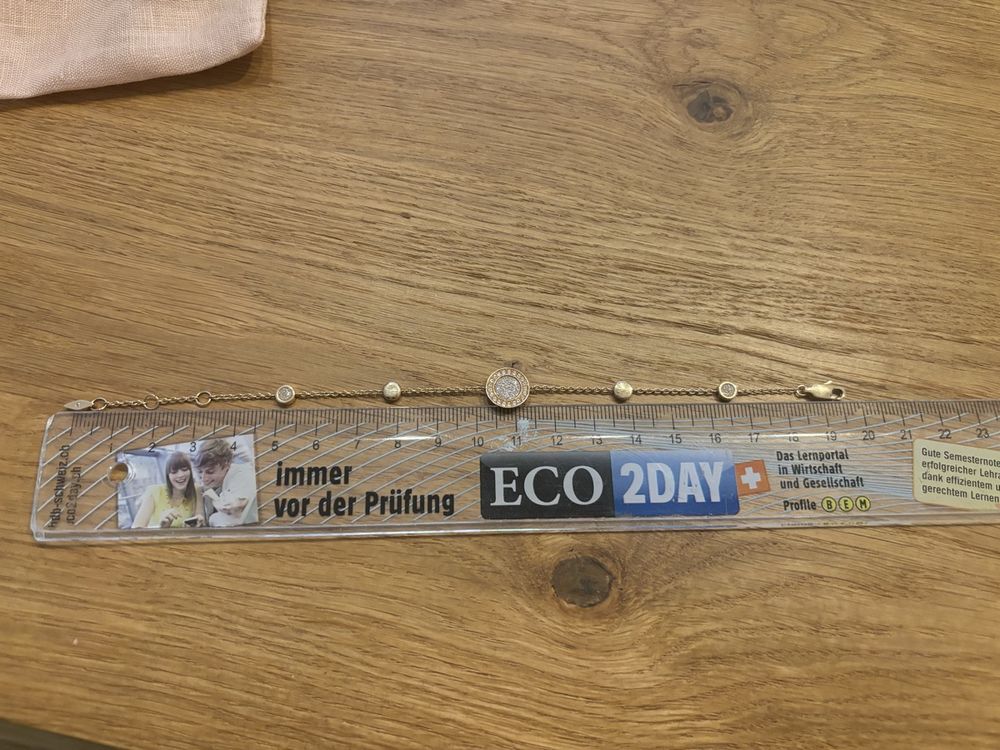 1 2 3 4 5 6 7 8 9 10 11 12 13 14 15 16 17 18 19 20 21 22 23
immer
vor der Prüfung
ECO 2DAY
Das Lernportal
in Wirtschaft
und Gesellschaft
Profile B E M
Gute Semesternote
erfolgreicher Lehra
dank effizientem u
gerechtem Lernen